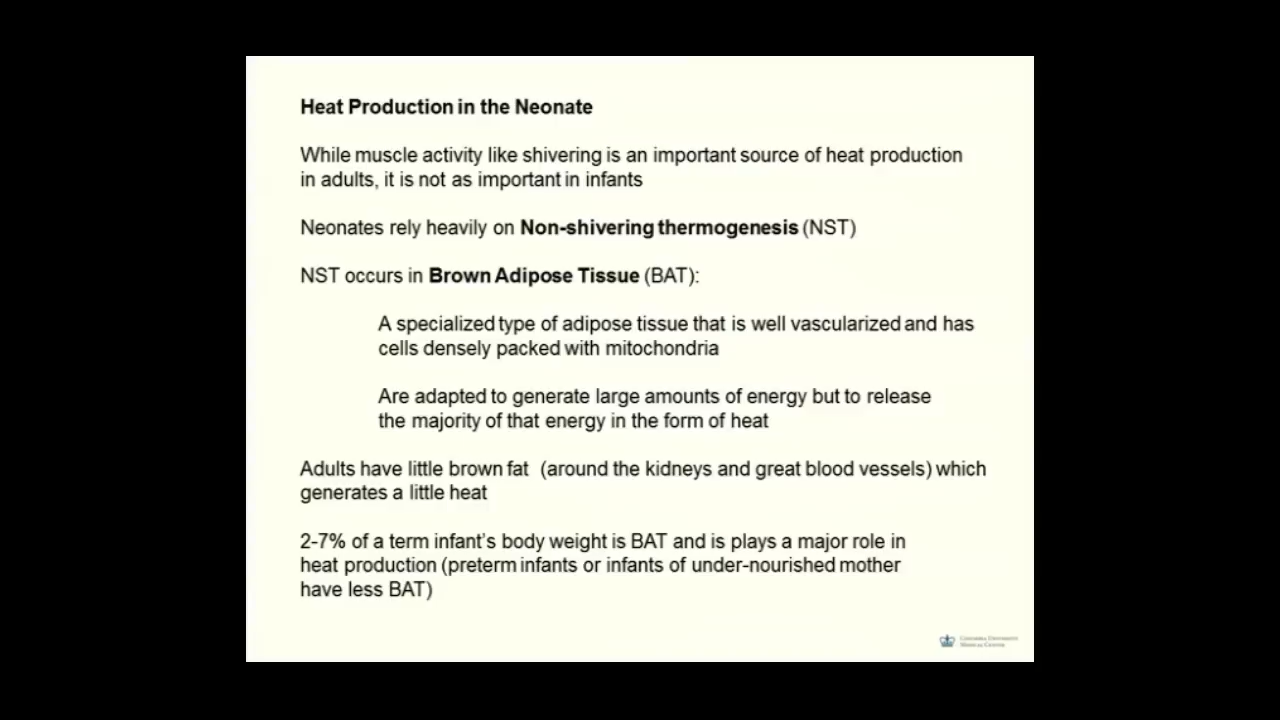 Heat Production in the Neonate
While muscle activity like shivering is an important source of heat production
in adults, it is not as important in infants
Neonates rely heavily on Non-shivering thermogenesis (NST)
NST occurs in Brown Adipose Tissue (BAT):
A specialized type of adipose tissue that is well vascularized and has
cells densely packed with mitochondria
Are adapted to generate large amounts of energy but to release
the majority of that energy in the form of heat
Adults have little brown fat (around the kidneys and great blood vessels) which
generates a little heat
2-7% of a term infant's body weight is BAT and is plays a major role in
heat production (preterm infants or infants of under-nourished mother
have less BAT)
Columbia University
Medical Center